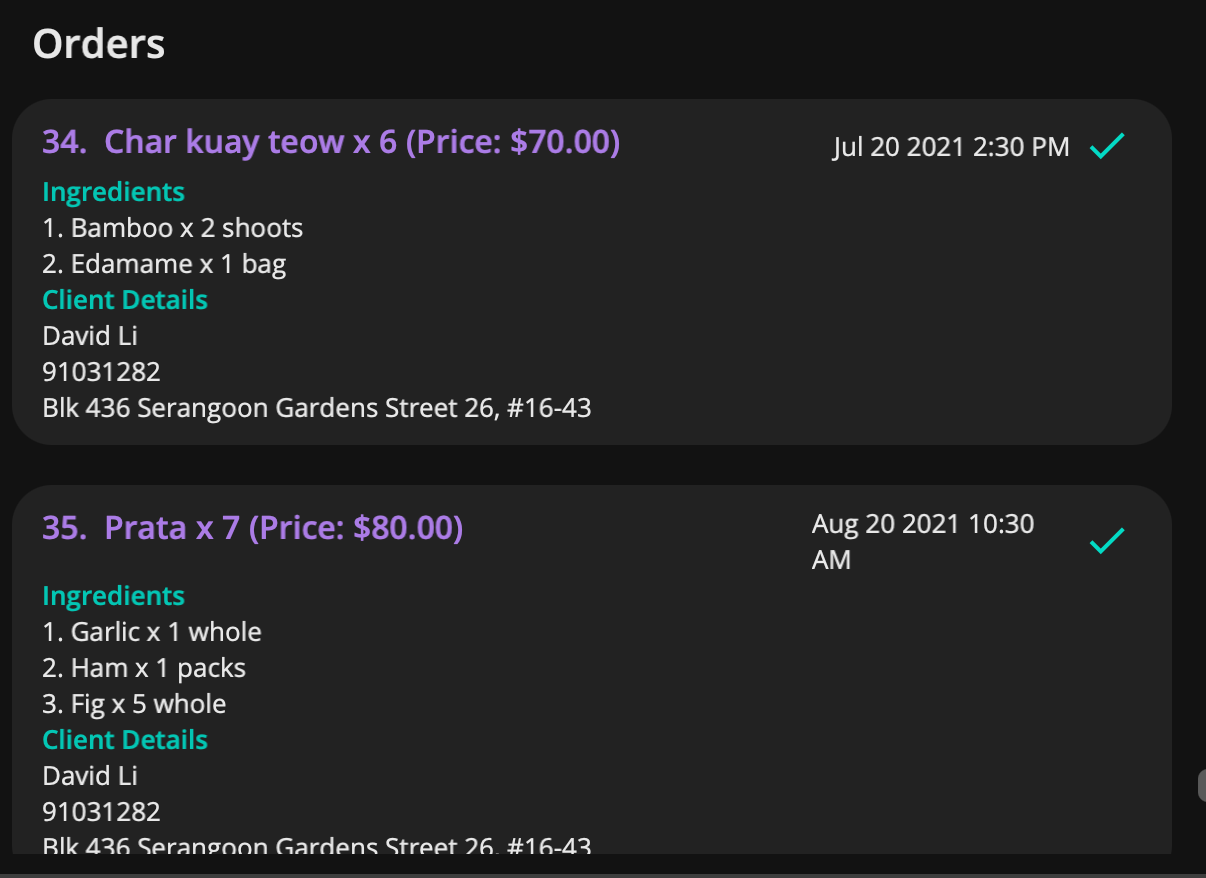 Orders
34. Char kuay teow x 6 (Price: $70.00)
Jul 20 2021 2:30 PM
Ingredients
1. Bamboo x 2 shoots
2. Edamame x 1 bag
Client Details
David Li
91031282
Blk 436 Serangoon Gardens Street 26, #16-43
35. Prata x 7 (Price: $80.00)
Aug 20 2021 10:30
AM
Ingredients
1. Garlic x 1 whole
2. Ham x 1 packs
3. Fig x 5 whole
Client Details
David Li
91031282
Blk 436 Serangoon Gardens Street 26, #16-43